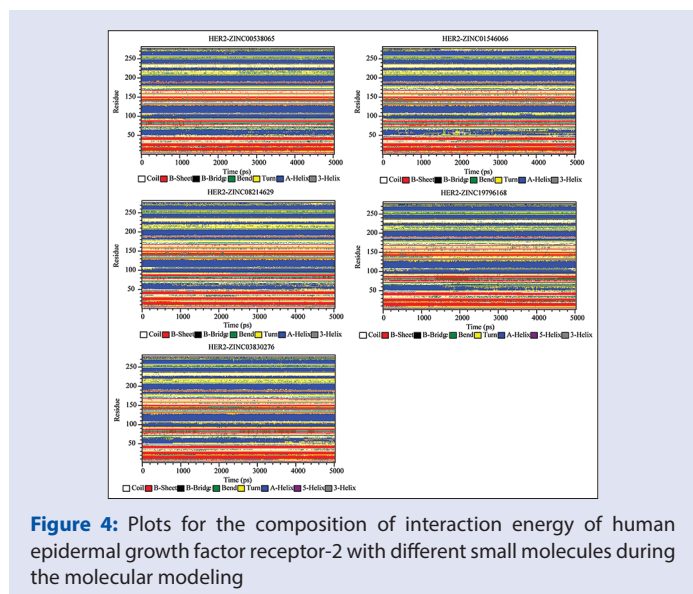 HER2-ZINC00538065
HER2-ZINC01546066
Residue
250
200
150
100
50
0 1000 2000 3000 4000 5000
Time (ps)
Coil B-Sheet B-Bridge Bend Turn A-Helix 3-Helix
Residue
250
200
150
100
50
0 1000 2000 3000 4000 5000
Time (ps)
Coil B-Sheet B-Bridge Bend Turn A-Helix 3-Helix
HER2-ZINC08214629
HER2-ZINC19796168
Residue
250
200
150
100
50
0 1000 2000 3000 4000 5000
Time (ps)
Coil B-Sheet B-Bridge Bend Turn A-Helix 5-Helix 3-Helix
Residue
250
200
150
100
50
0 1000 2000 3000 4000 5000
Time (ps)
Coil B-Sheet B-Bridge Bend Turn A-Helix 5-Helix 3-Helix
HER2-ZINC03830276
Residue
250
200
150
100
50
0 1000 2000 3000 4000 5000
Time (ps)
Coil B-Sheet B-Bridge Bend Turn A-Helix 5-Helix 3-Helix
Figure 4: Plots for the composition of interaction energy of human
epidermal growth factor receptor-2 with different small molecules during
the molecular modeling